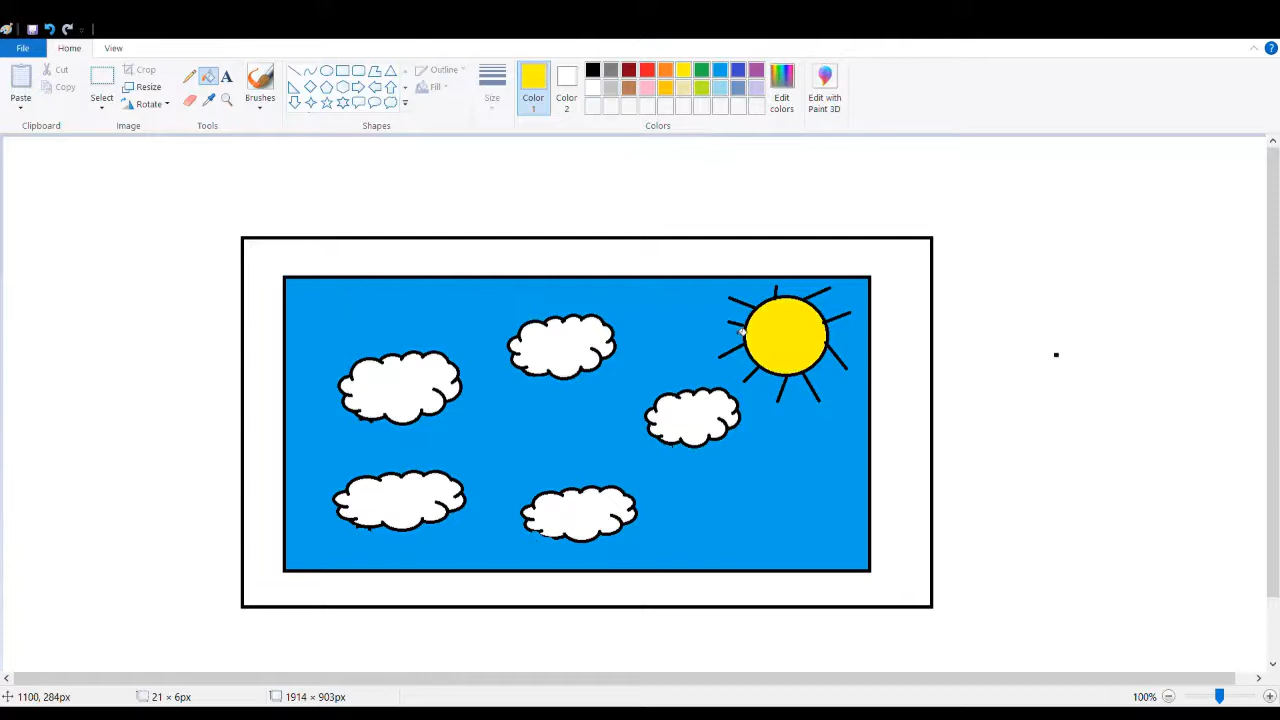 File Home View
Paste Cut Copy Select Crop Resize Rotate A Brushes Outline Fill Size Color 1 Color 2 Edit colors Edit with Paint 3D
Clipboard Image Tools Shapes Colors
1100, 284px 21 × 6px 1914 × 903px 100%